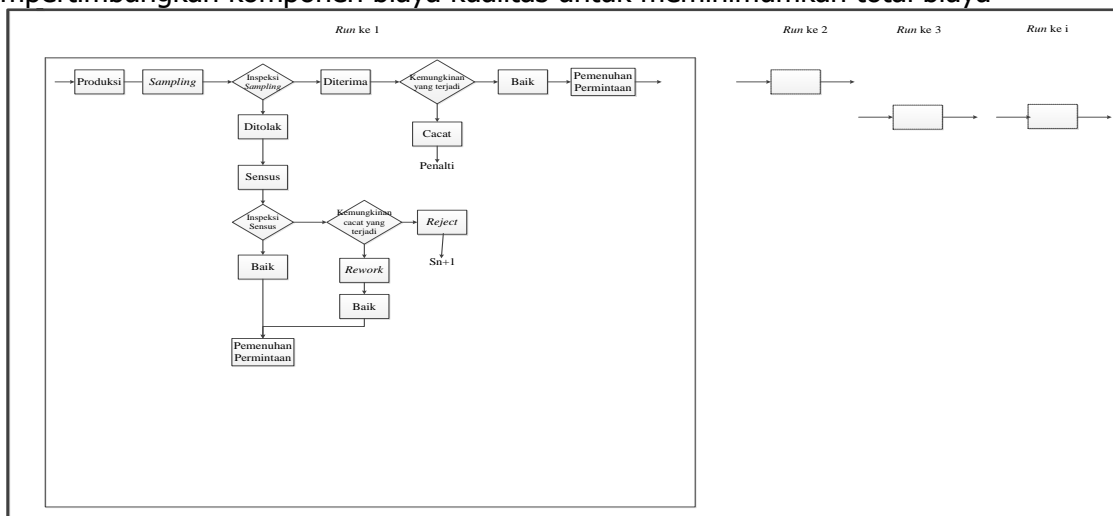 mpertimbangkan komponen biaya kualitas untuk meminimumkan total biaya
Run ke 1
Run ke 2
Run ke 3
Run ke i
Produksi
Sampling
Inspeksi
Sampling
Diterima
Kemungkinan
yang terjadi
Baik
Pemenuhan
Permintaan
Ditolak
Cacat
Penalti
Sensus
Inspeksi
Sensus
Kemungkinan
cacat yang
terjadi
Reject
Sn+1
Baik
Rework
Baik
Pemenuhan
Permintaan